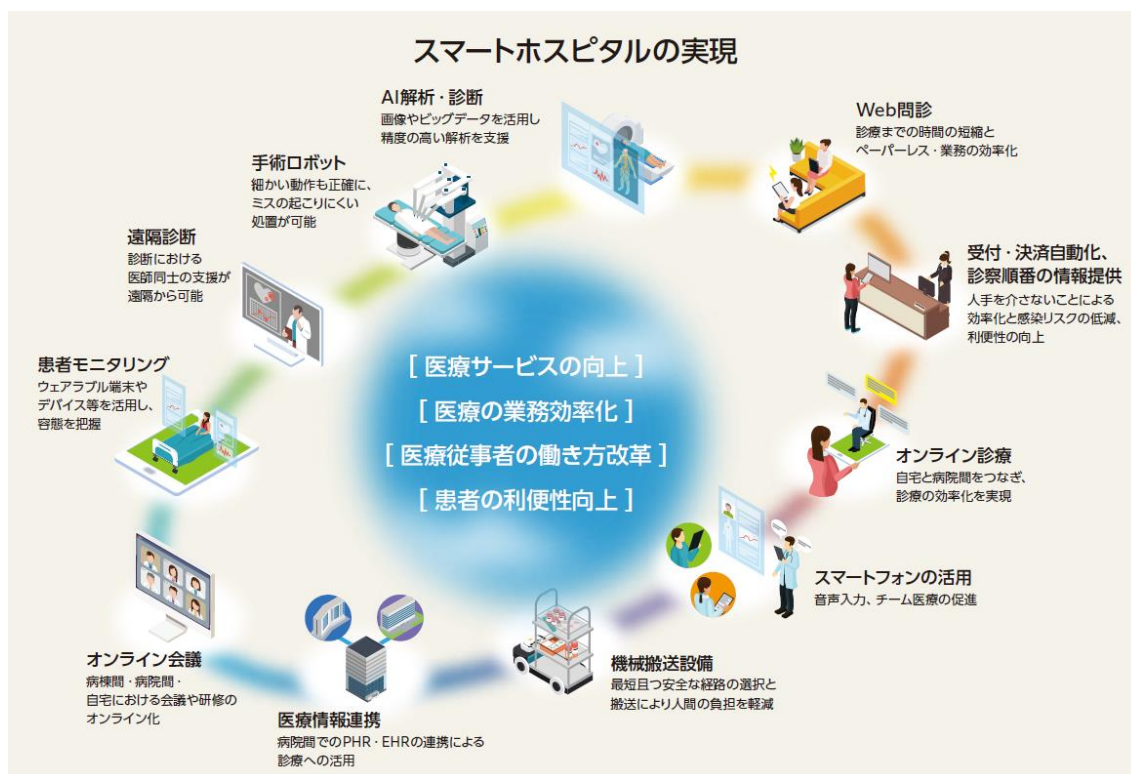 スマートホスピタルの実現
AI解析・診断
画像やビッグデータを活用し
精度の高い解析を支援
Web問診
診療までの時間の短縮と
ペーパーレス・業務の効率化
手術ロボット
細かい動作も正確に、
ミスの起こりにくい
処置が可能
受付・決済自動化、
診察順番の情報提供
人手を介さないことによる
効率化と感染リスクの低減、
利便性の向上
遠隔診断
診断における
医師同士の支援が
遠隔から可能
患者モニタリング
ウェアラブル端末や
デバイス等を活用し、
容態を把握
[ 医療サービスの向上 ]
[ 医療の業務効率化 ]
[ 医療従事者の働き方改革 ]
[ 患者の利便性向上 ]
オンライン診療
自宅と病院間をつなぎ、
診療の効率化を実現
スマートフォンの活用
音声入力、チーム医療の促進
オンライン会議
病棟間・病院間・
自宅における会議や研修の
オンライン化
医療情報連携
病院間でのPHR・EHRの連携による
診療への活用
機械搬送設備
最短且つ安全な経路の選択と
搬送により人間の負担を軽減